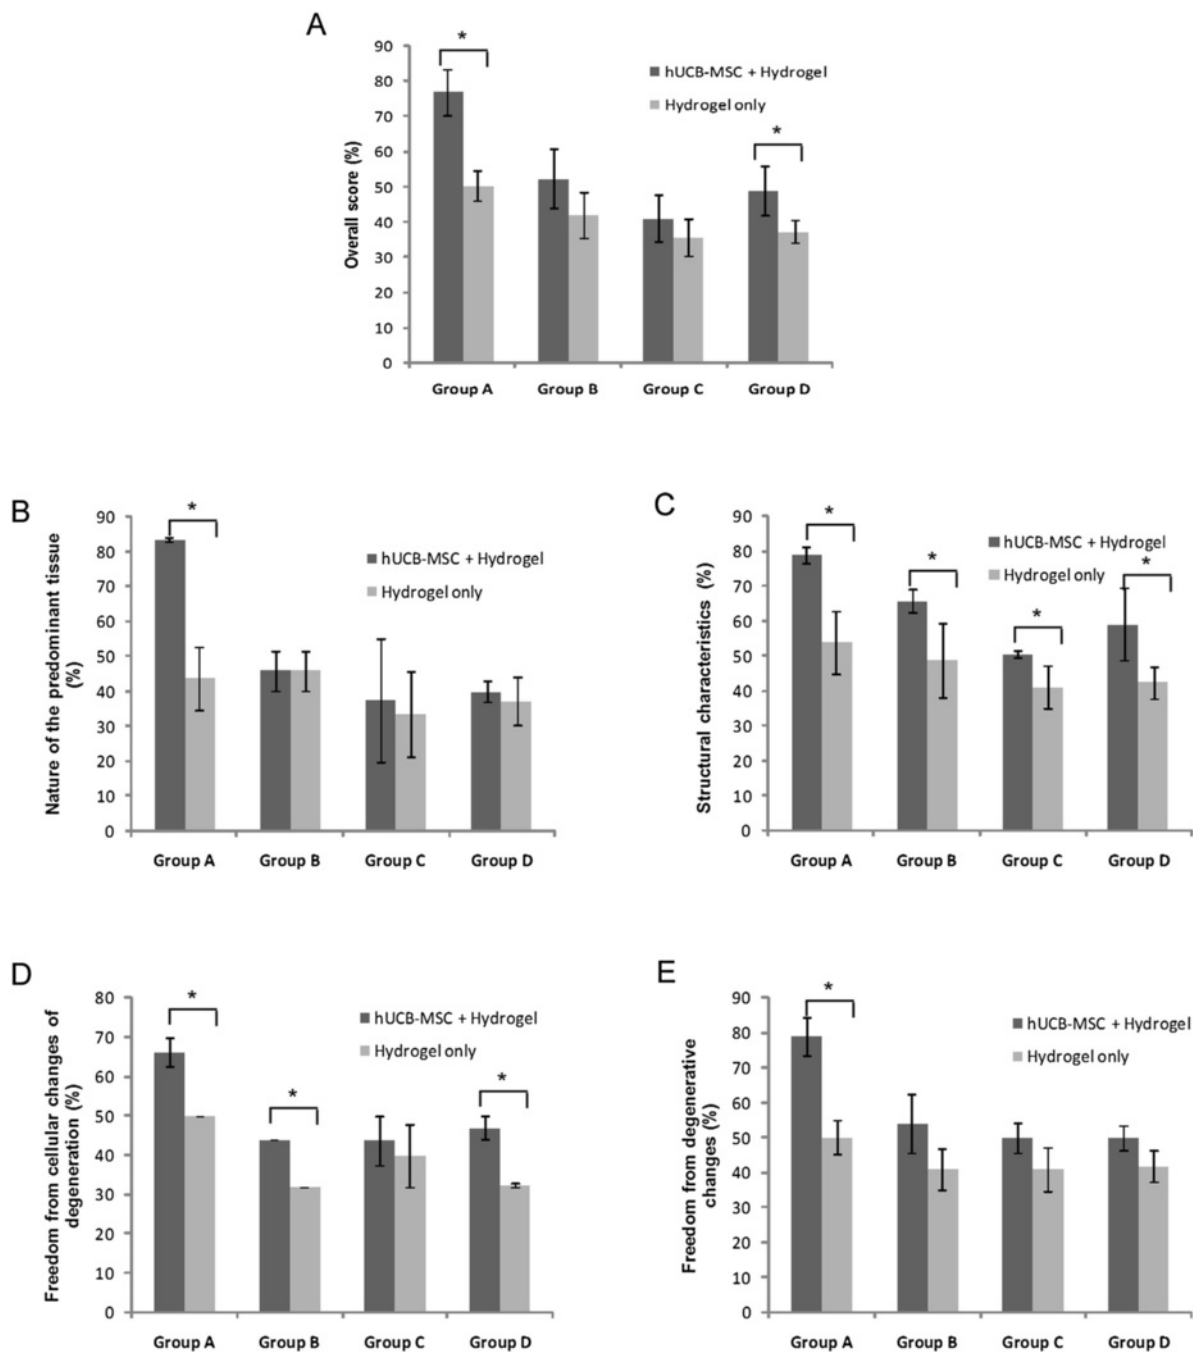 A
*
90
80
70
60
50
40
30
20
10
0
Overall score (%)
hUCB-MSC + Hydrogel
Hydrogel only
*
Group A Group B Group C Group D
B
*
90
80
70
60
50
40
30
20
10
0
Nature of the predominant tissue
(%)
hUCB-MSC + Hydrogel
Hydrogel only
Group A Group B Group C Group D
C
*
*
*
*
90
80
70
60
50
40
30
20
10
0
Structural characteristics (%)
hUCB-MSC + Hydrogel
Hydrogel only
Group A Group B Group C Group D
D
*
*
*
80
70
60
50
40
30
20
10
0
Freedom from cellular changes of
degeneration (%)
hUCB-MSC + Hydrogel
Hydrogel only
Group A Group B Group C Group D
E
*
90
80
70
60
50
40
30
20
10
0
Freedom from degenerative
changes (%)
hUCB-MSC + Hydrogel
Hydrogel only
Group A Group B Group C Group D